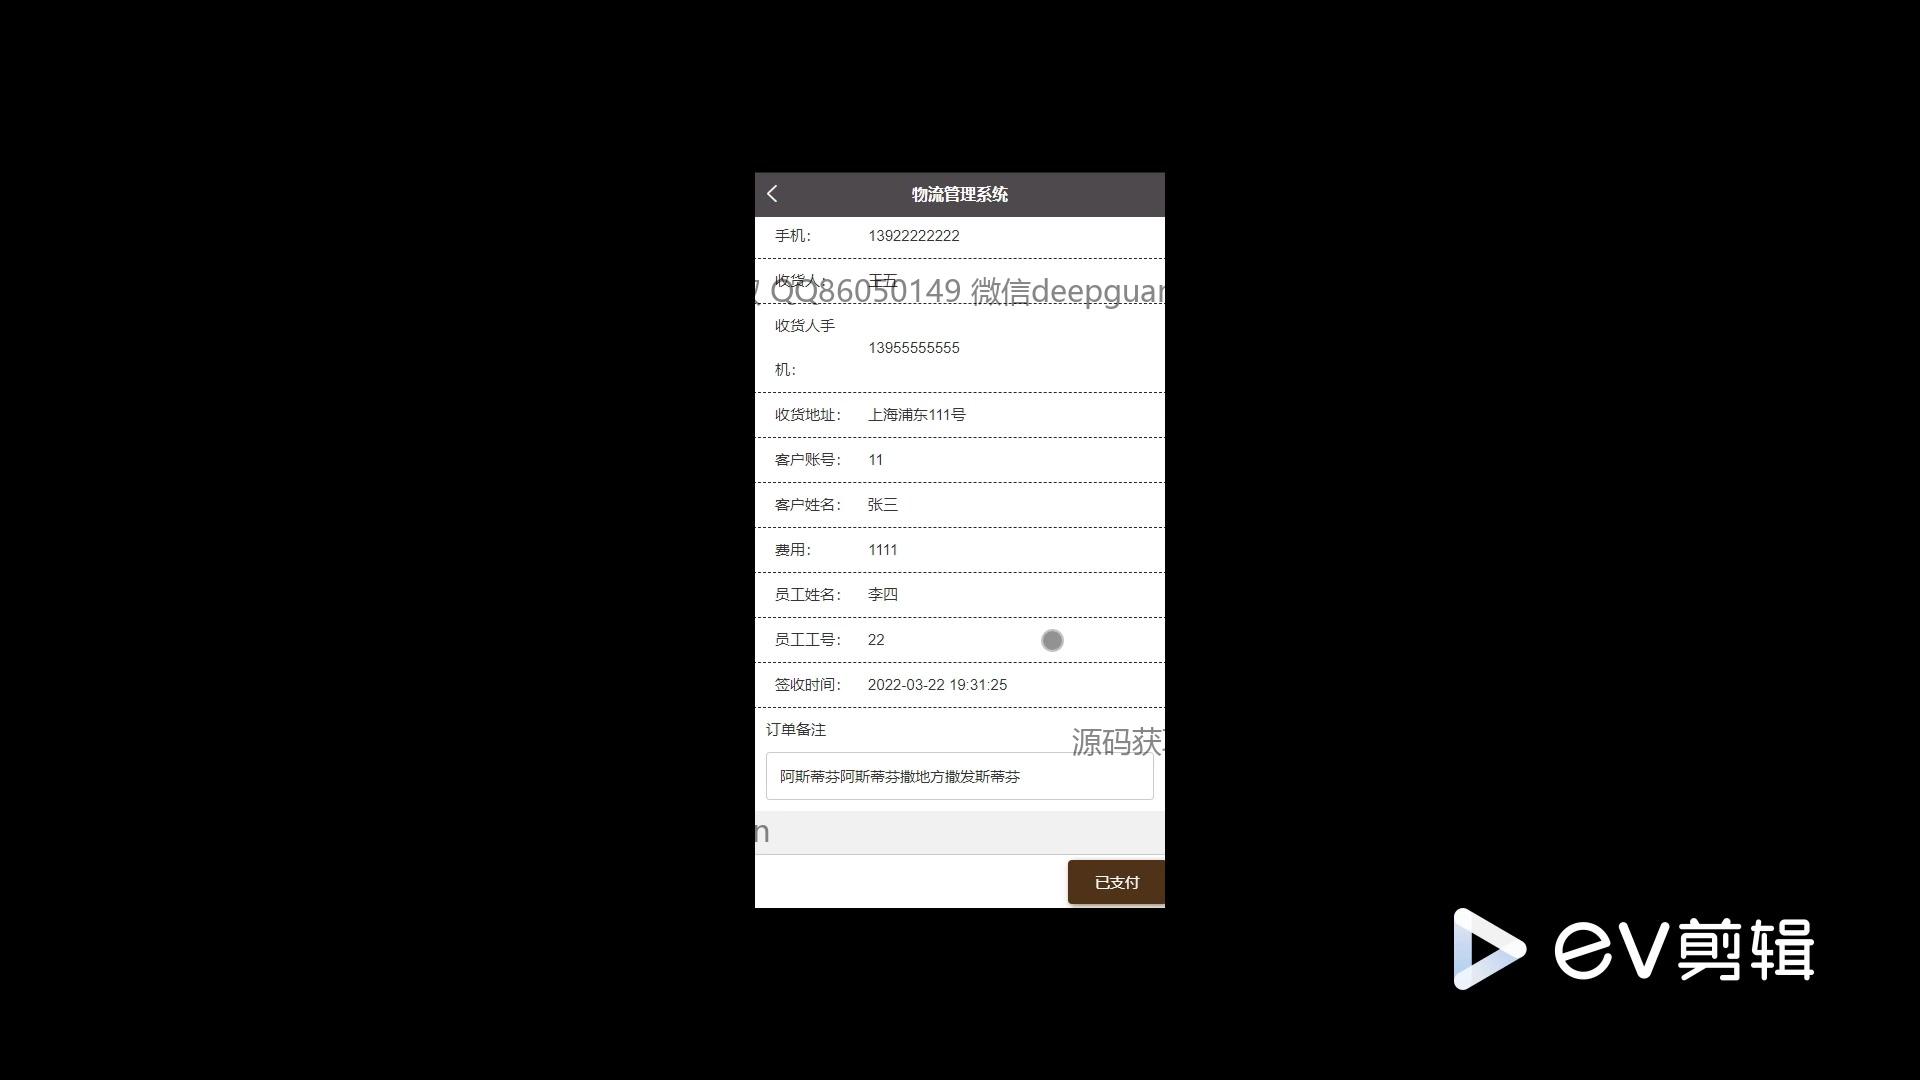 物流管理系统
手机： 13922222222
收货人： 王五
QQ86050149 微信deepguan
收货人手
机： 13955555555
收货地址： 上海浦东111号
客户账号： 11
客户姓名： 张三
费用： 1111
员工姓名： 李四
员工工号： 22
签收时间： 2022-03-22 19:31:25
订单备注
源码获
阿斯蒂芬阿斯蒂芬撒地方撒发斯蒂芬
n
已支付
ev剪辑